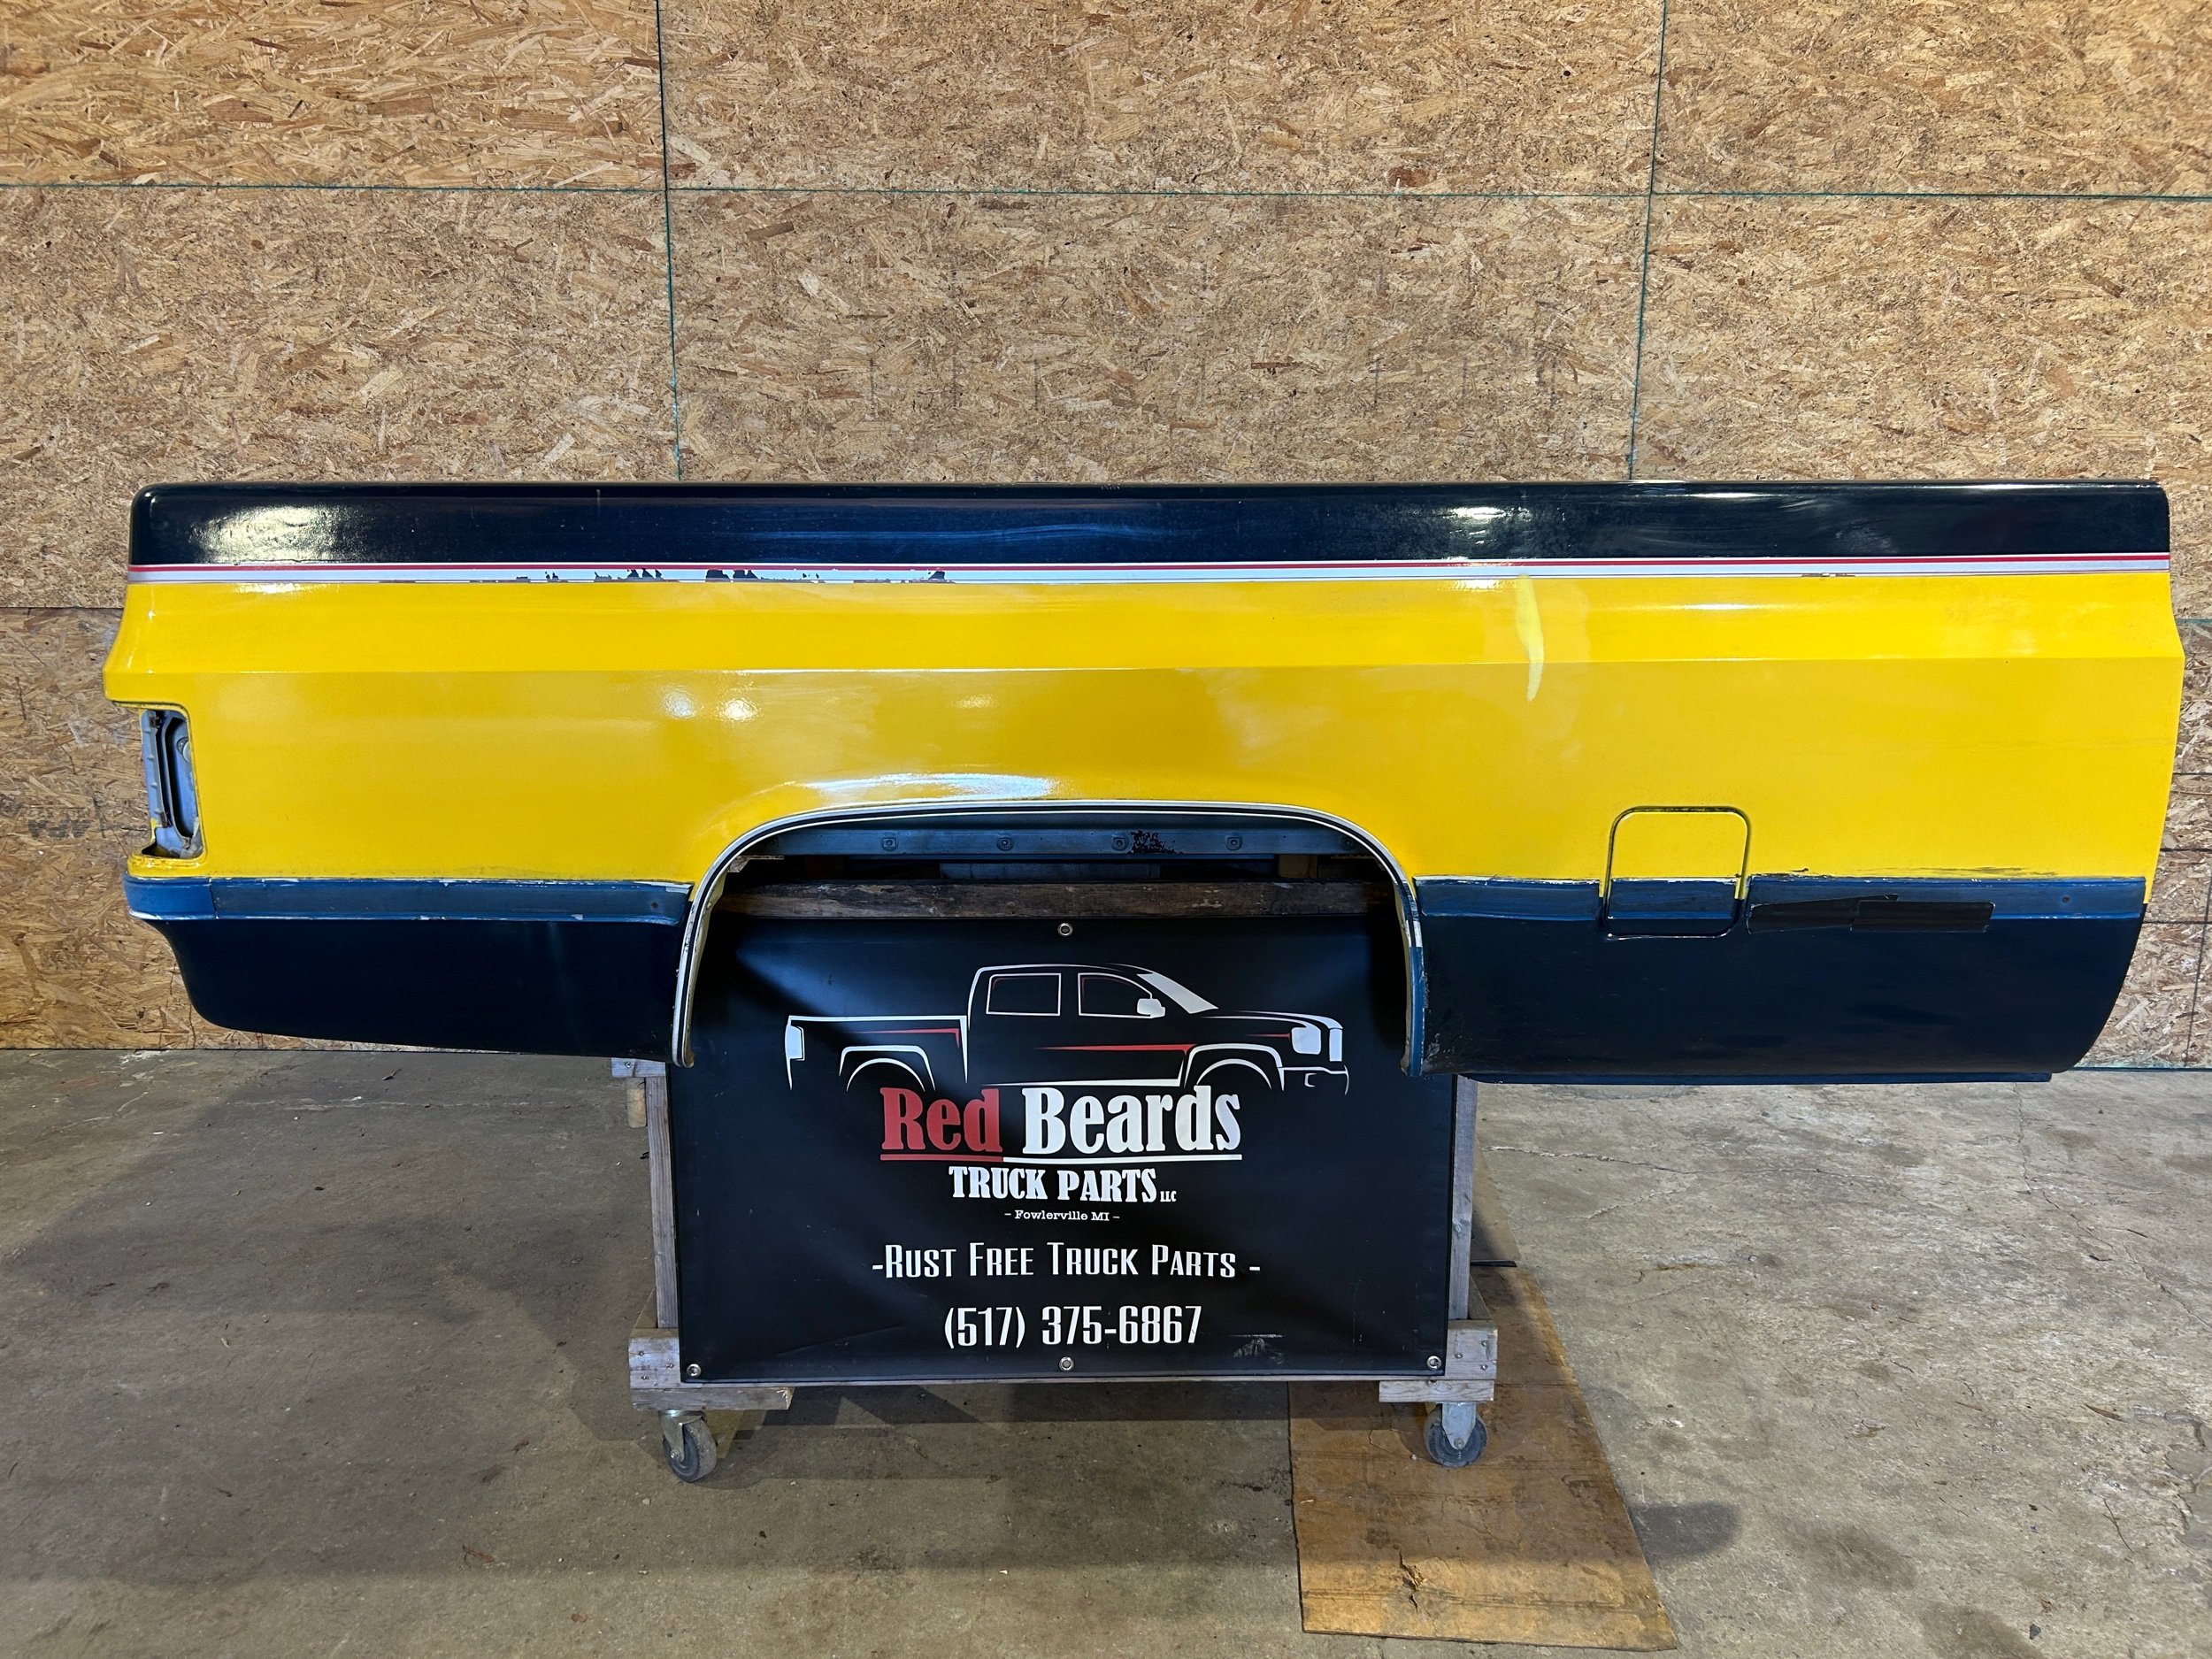 Red Beards
TRUCK PARTS LLC
- Fowlerville MI -
-RUST FREE TRUCK PARTS -
(517) 375-6867